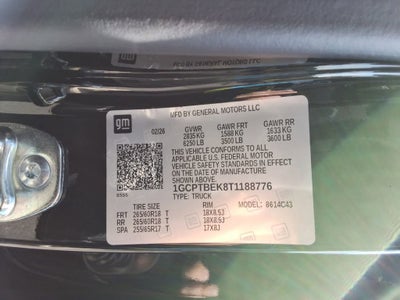 gm
MFD BY GENERAL MOTORS LLC
02/26
GVWR GAWR FRT GAWR RR
2835 KG 1588 KG 1633 KG
6250 LB 3500 LB 3600 LB
THIS VEHICLE CONFORMS TO ALL
APPLICABLE U.S. FEDERAL MOTOR
VEHICLE SAFETY STANDARDS IN EFFECT
ON THE DATE OF MANUFACTURE
SHOWN ABOVE.
1GCPTBEK8T1188776
TYPE: TRUCK
TIRE SIZE RIM MODEL: 8614C43
FRT 265/60R18 T 18X8.5J
RR 265/60R18 T 18X8.5J
SPA 255/65R17 T 17X8J